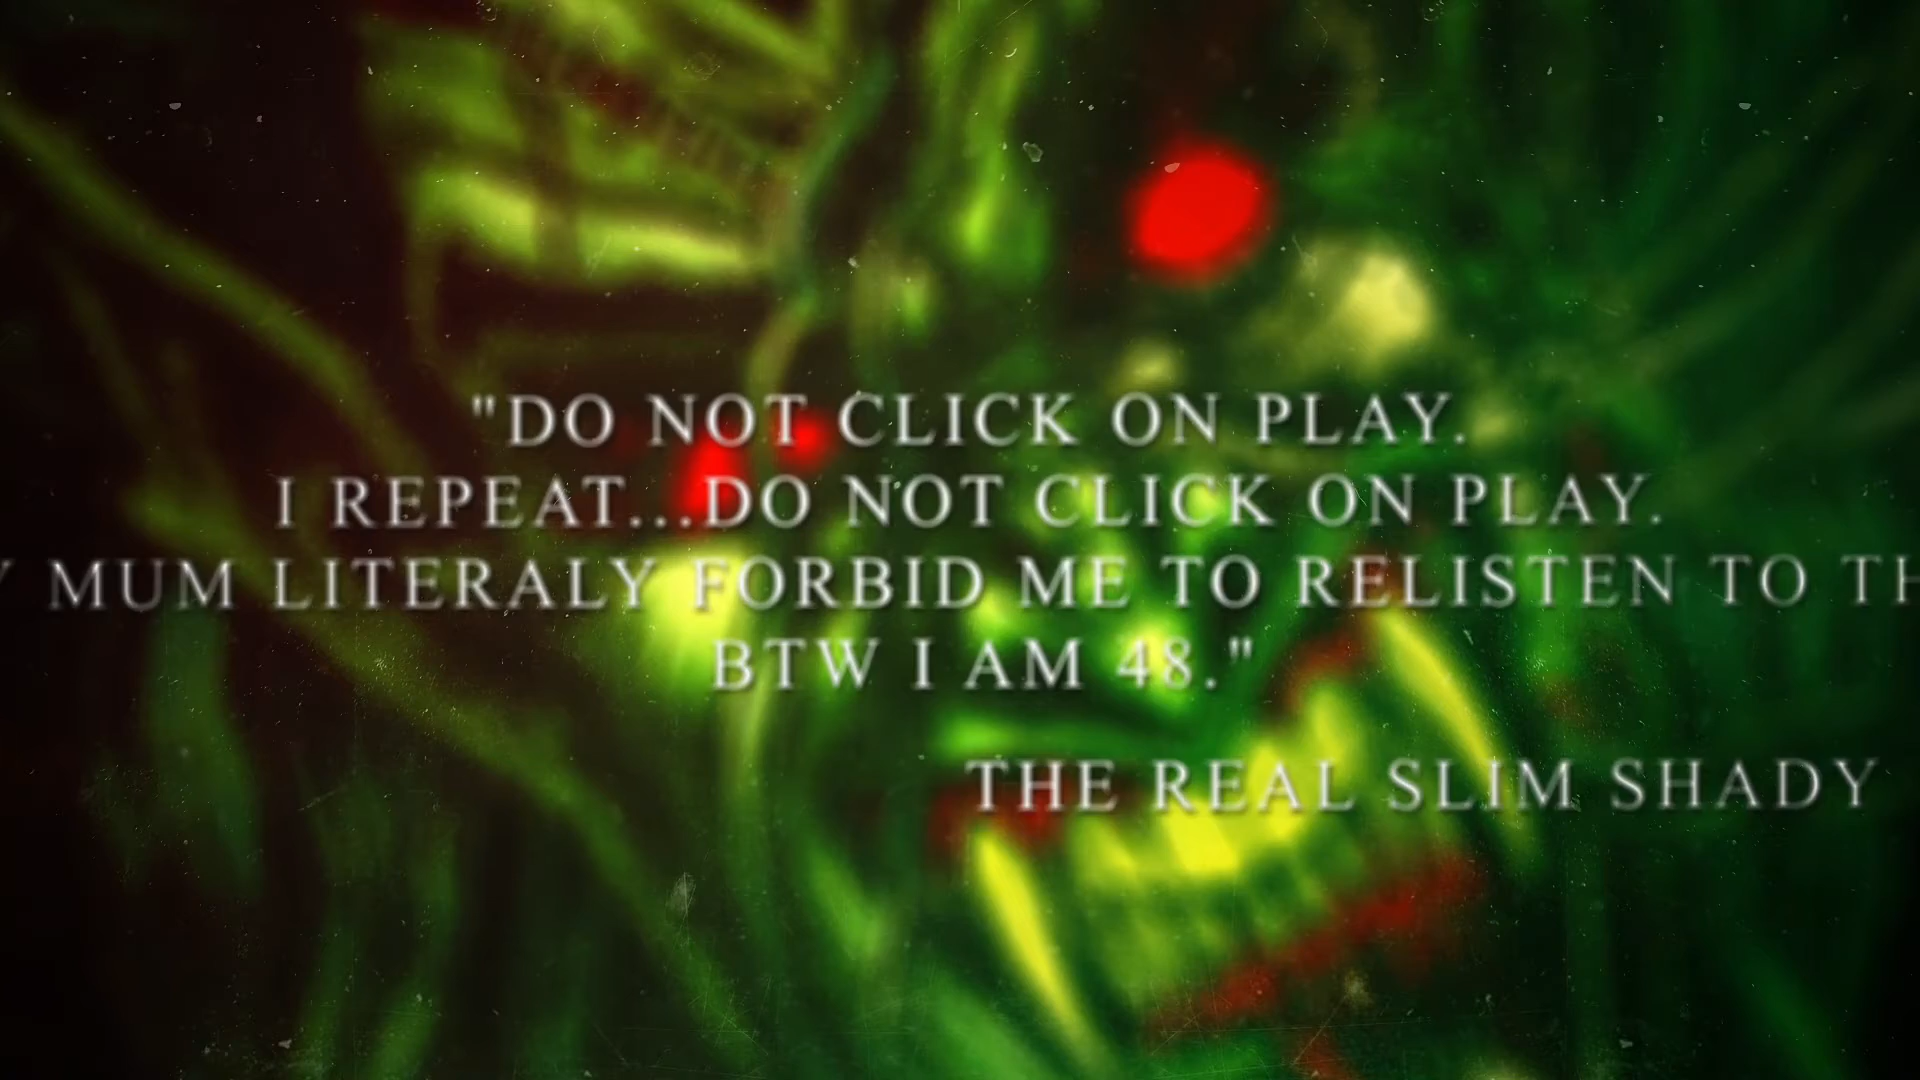 "DO NOT CLICK ON PLAY.
I REPEAT...DO NOT CLICK ON PLAY.
MUM LITERALY FORBID ME TO RELISTEN TO
BTW I AM 48."
THE REAL SLIM SHADY